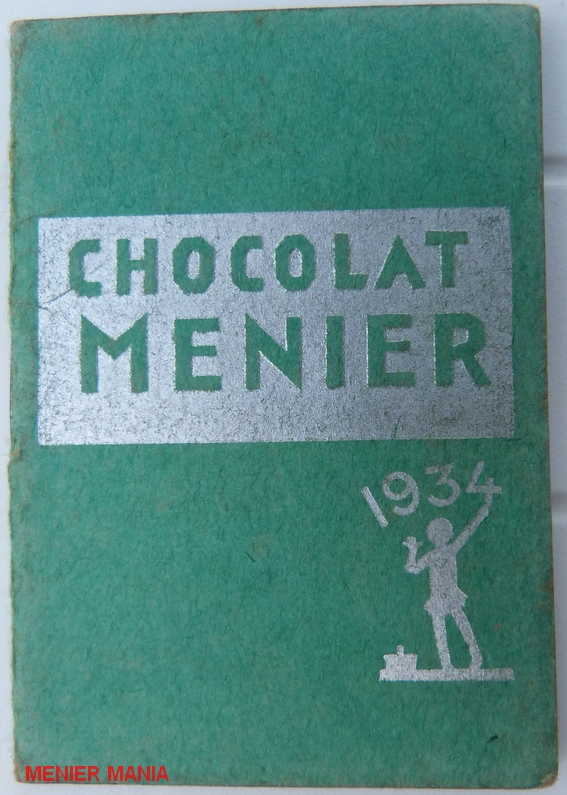 CHOCOLAT
MENIER
1934
MENIER MANIA